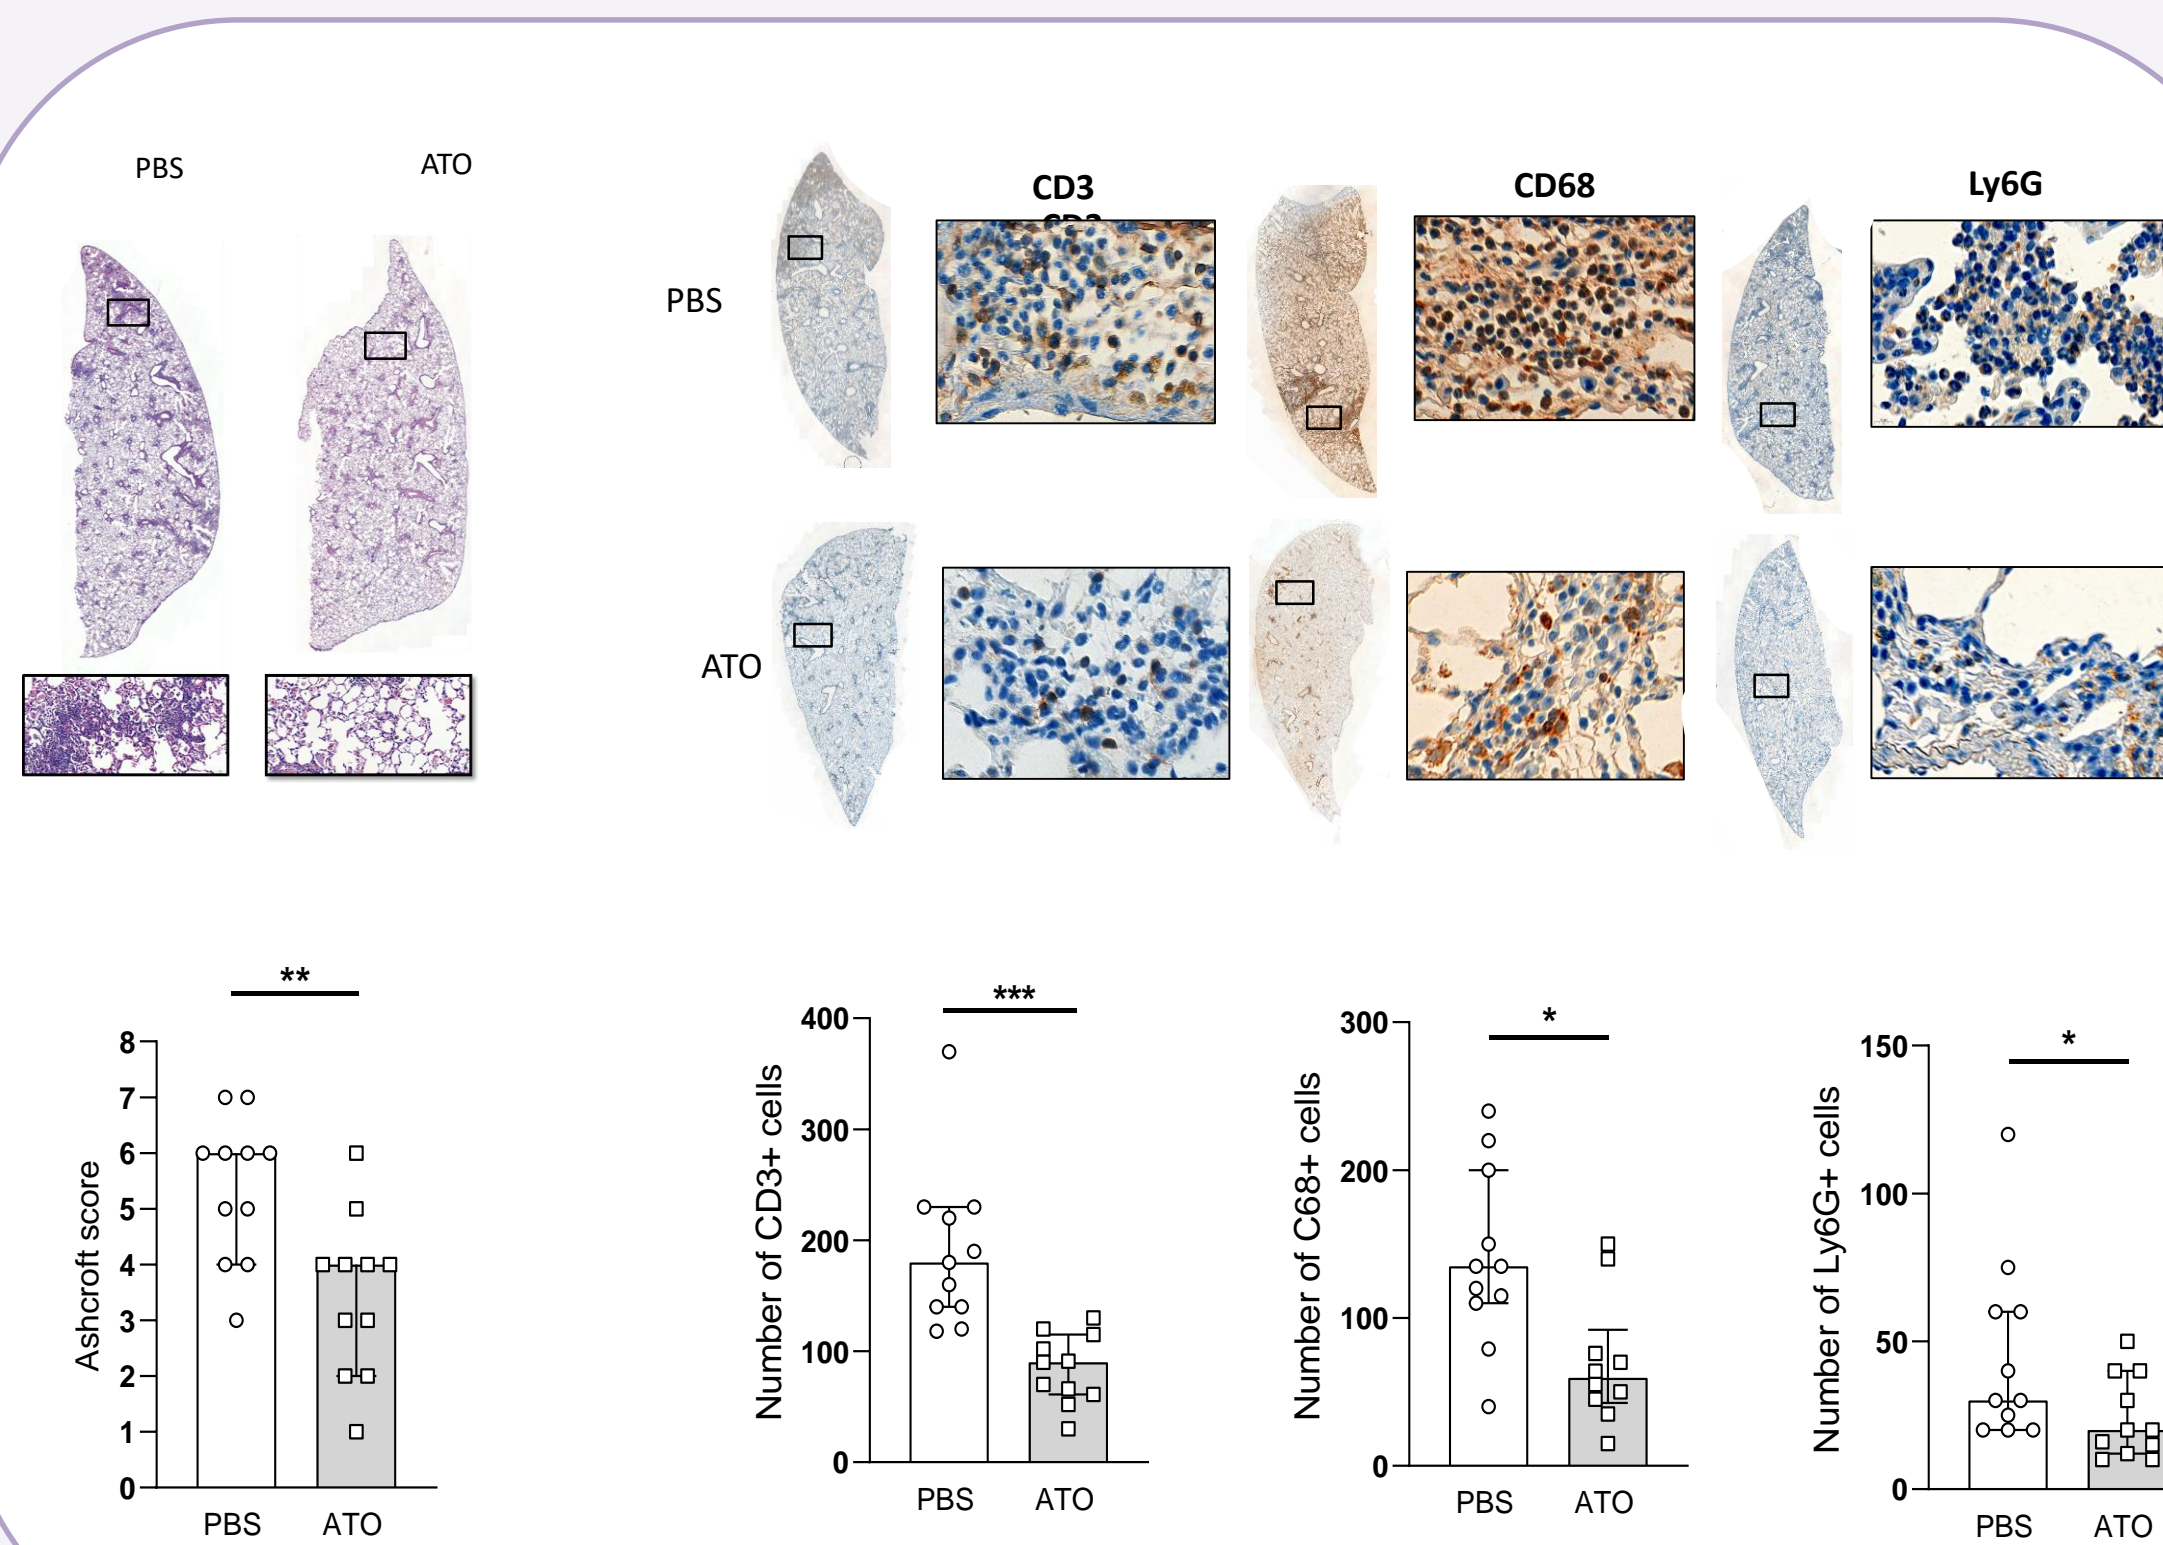 PBS
ATO
CD3
CD3
CD68
Ly6G
PBS
ATO
**
8
7
6
5
4
3
2
1
0
Ashcroft score
PBS
ATO
***
400
300
200
100
0
Number of CD3+ cells
PBS
ATO
*
300
200
100
0
Number of C68+ cells
PBS
ATO
*
150
100
50
0
Number of Ly6G+ cells
PBS
ATO